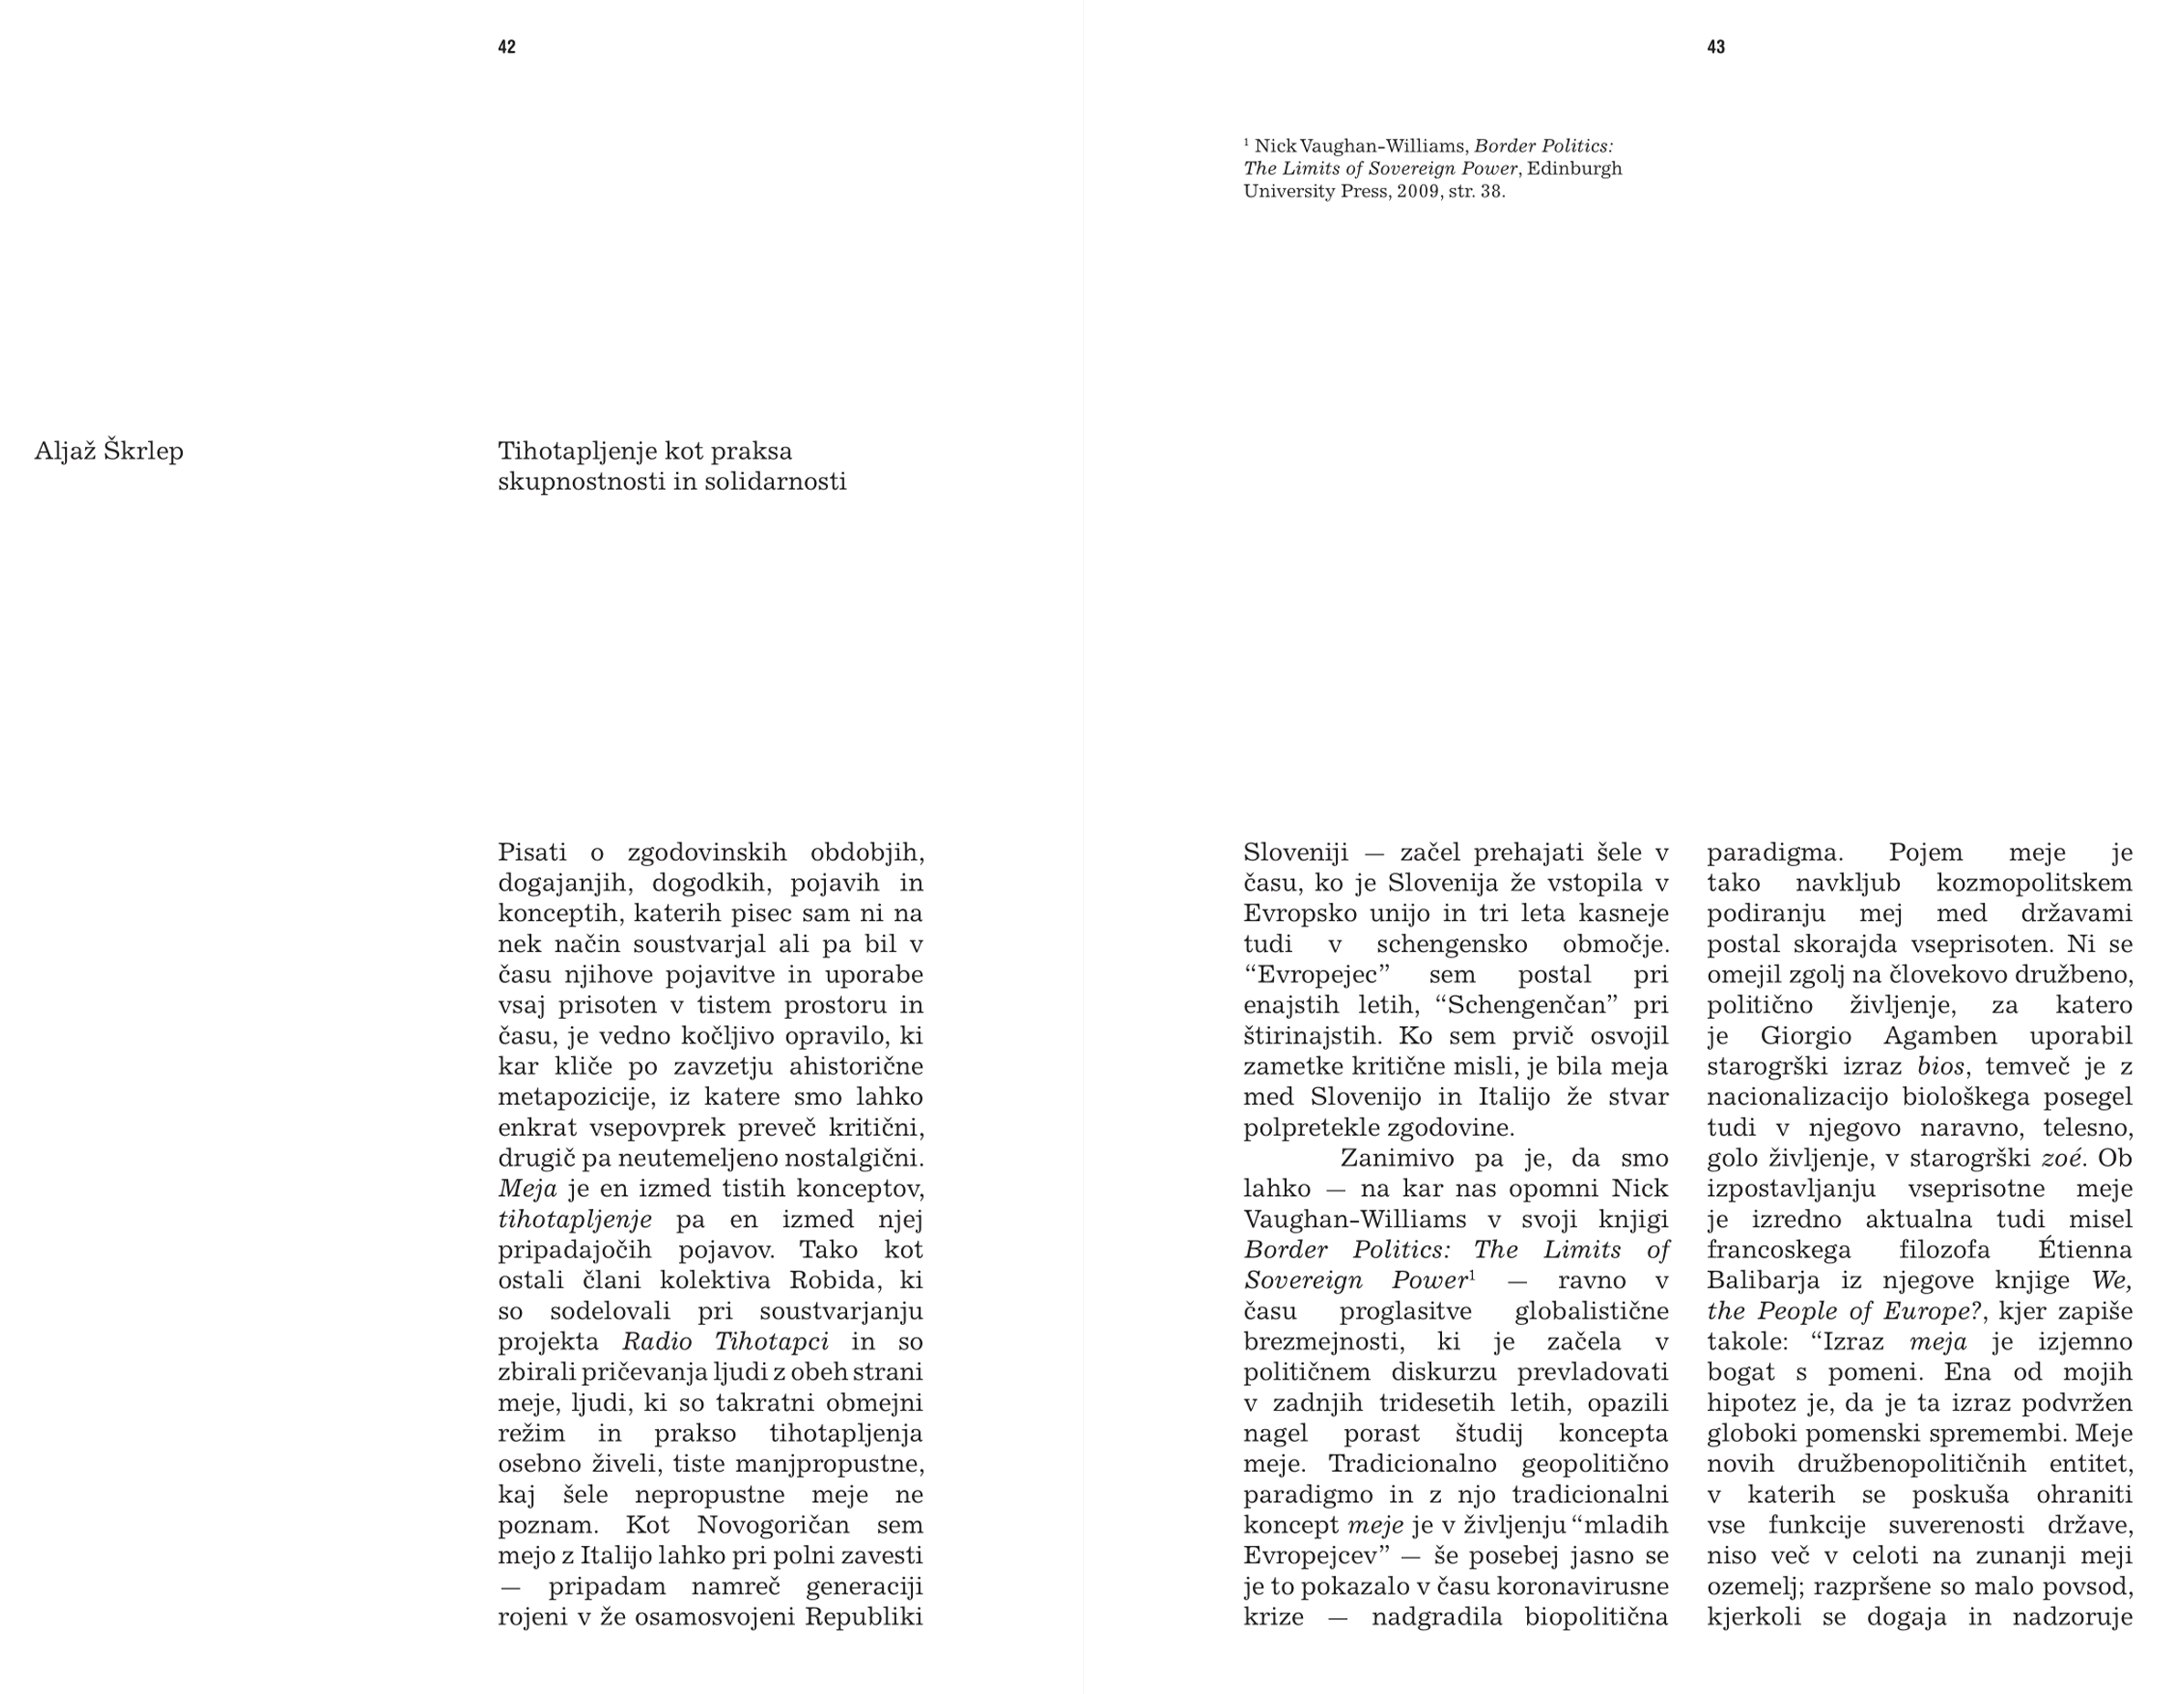 42
Aljaž Škrlep
Tihotapljenje kot praksa
skupnostnosti in solidarnosti
Pisati o zgodovinskih obdobjih,
dogajanjih, dogodkih, pojavih in
konceptih, katerih pisec sam ni na
nek način soustvarjal ali pa bil v
času njihove pojavitve in uporabe
vsaj prisoten v tistem prostoru in
času, je vedno kočljivo opravilo, ki
kar kliče po zavzetju ahistorične
metapozicije, iz katere smo lahko
enkrat vsepovprek preveč kritični,
drugič pa neutemeljeno nostalgični.
Meja je en izmed tistih konceptov,
tihotapljenje pa en izmed njej
pripadajočih pojavov. Tako kot
ostali člani kolektiva Robida, ki
so sodelovali pri soustvarjanju
projekta Radio Tihotapci in so
zbirali pričevanja ljudi z obeh strani
meje, ljudi, ki so takratni obmejni
režim in prakso tihotapljenja
osebno živeli, tiste manjpropustne,
kaj šele nepropustne meje ne
poznam. Kot Novogoričan sem
mejo z Italijo lahko pri polni zavesti
— pripadam namreč generaciji
rojeni v že osamosvojeni Republiki
43
¹ Nick Vaughan-Williams, Border Politics:
The Limits of Sovereign Power, Edinburgh
University Press, 2009, str. 38.
Sloveniji — začel prehajati šele v
času, ko je Slovenija že vstopila v
Evropsko unijo in tri leta kasneje
tudi v schengensko območje.
“Evropejec” sem postal pri
enajstih letih, “Schengenčan” pri
štirinajstih. Ko sem prvič osvojil
zametke kritične misli, je bila meja
med Slovenijo in Italijo že stvar
polpretekle zgodovine.
Zanimivo pa je, da smo
lahko — na kar nas opomni Nick
Vaughan-Williams v svoji knjigi
Border Politics: The Limits of
Sovereign Power¹ — ravno v
času proglasitve globalistične
brezmejnosti, ki je začela v
političnem diskurzu prevladovati
v zadnjih tridesetih letih, opazili
nagel porast študij koncepta
meje. Tradicionalno geopolitično
paradigmo in z njo tradicionalni
koncept meje je v življenju “mladih
Evropejcev” — še posebej jasno se
je to pokazalo v času koronavirusne
krize — nadgradila biopolitična
paradigma. Pojem meje je
tako navkljub kozmopolitskem
podiranju mej med državami
postal skorajda vseprisoten. Ni se
omejil zgolj na človekovo družbeno,
politično življenje, za katero
je Giorgio Agamben uporabil
starogrški izraz bios, temveč je z
nacionalizacijo biološkega posegel
tudi v njegovo naravno, telesno,
golo življenje, v starogrški zoé. Ob
izpostavljanju vseprisotne meje
je izredno aktualna tudi misel
francoskega filozofa Étienna
Balibarja iz njegove knjige We,
the People of Europe?, kjer zapiše
takole: “Izraz meja je izjemno
bogat s pomeni. Ena od mojih
hipotez je, da je ta izraz podvržen
globoki pomenski spremembi. Meje
novih družbenopolitičnih entitet,
v katerih se poskuša ohraniti
vse funkcije suverenosti države,
niso več v celoti na zunanji meji
ozemelj; razpršene so malo povsod,
kjerkoli se dogaja in nadzoruje